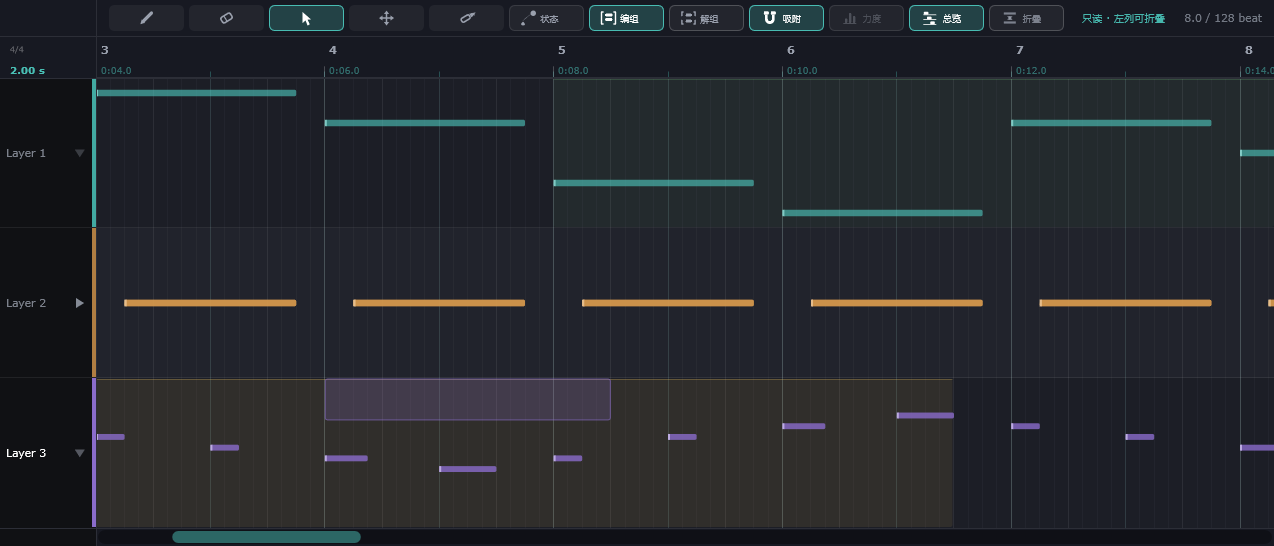 状态
编组
解组
吸附
力度
总览
折叠
只读・左列可折叠
8.0 / 128 beat
4/4
3
4
5
6
7
8
2.00 s
0:04.0
0:06.0
0:08.0
0:10.0
0:12.0
0:14.0
Layer 1
Layer 2
Layer 3